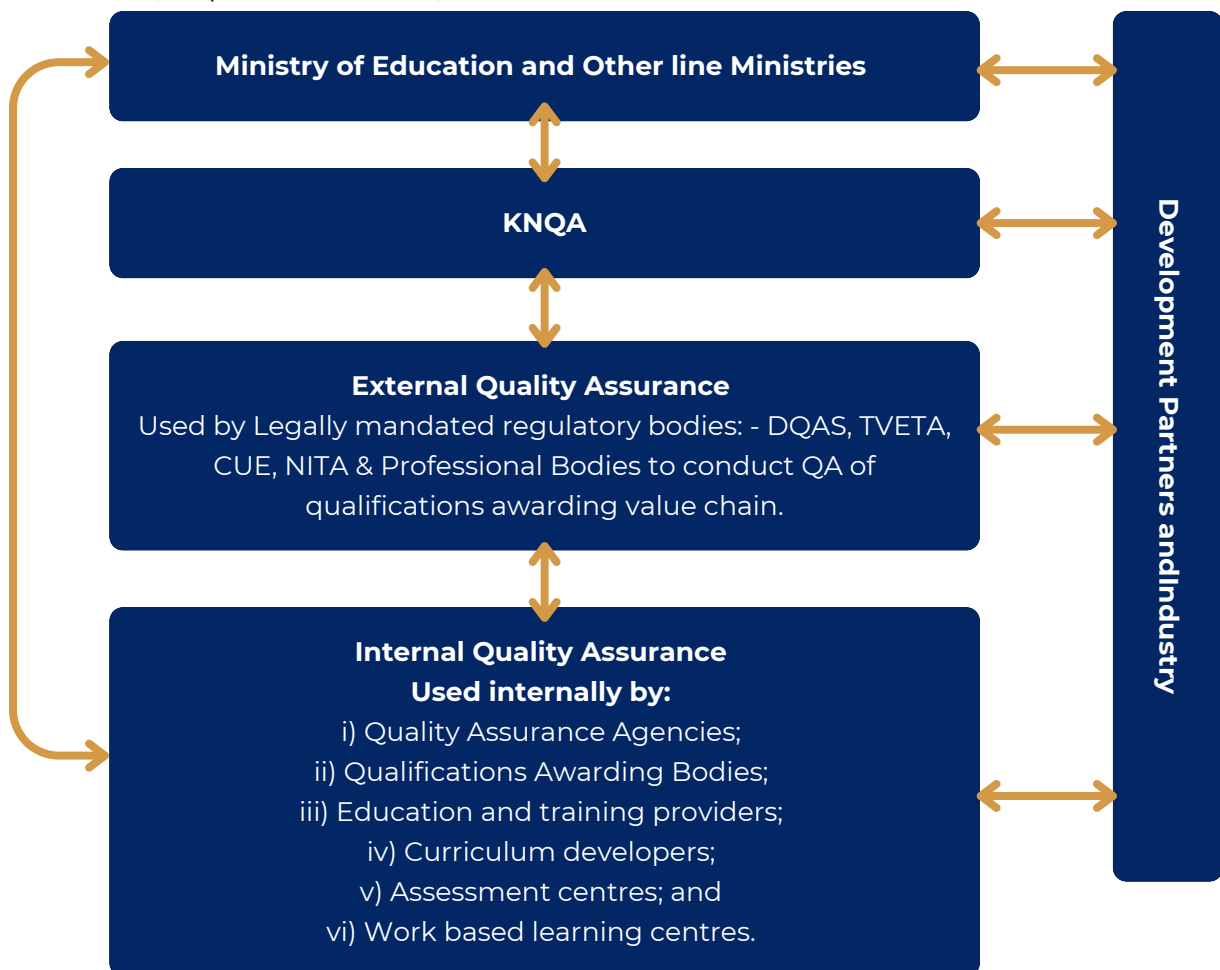 Ministry of Education and Other line Ministries
KNQA
External Quality Assurance
Used by Legally mandated regulatory bodies: - DQAS, TVETA,
CUE, NITA & Professional Bodies to conduct QA of
qualifications awarding value chain.
Internal Quality Assurance
Used internally by:
i) Quality Assurance Agencies;
ii) Qualifications Awarding Bodies;
iii) Education and training providers;
iv) Curriculum developers;
v) Assessment centres; and
vi) Work based learning centres.
Development Partners andIndustry